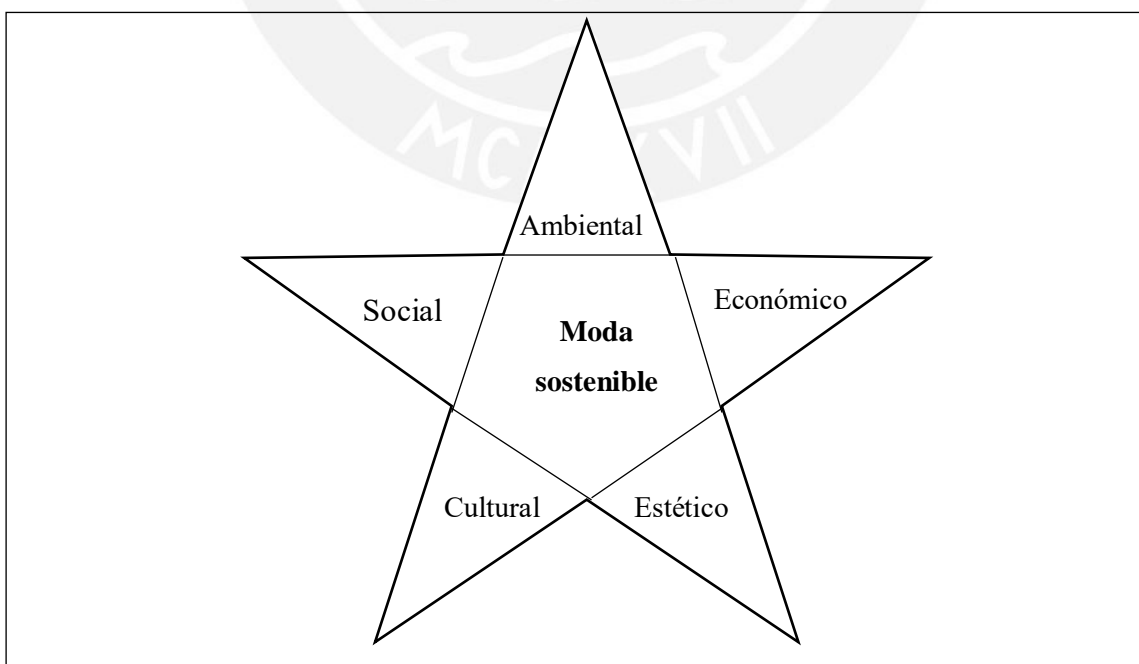 Ambiental
Social
Económico
Moda
sostenible
Cultural
Estético